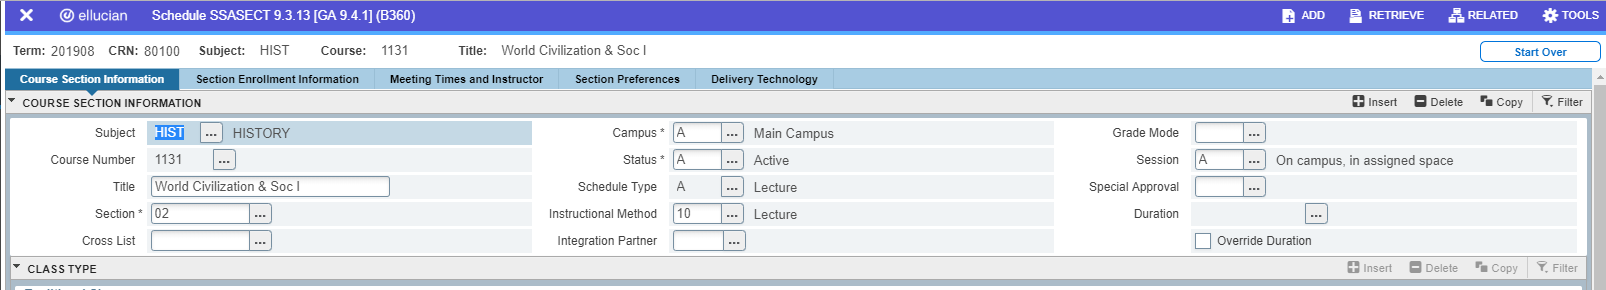 ellucian Schedule SSASECT 9.3.13 [GA 9.4.1] (B360) ADD RETRIEVE RELATED TOOLS
Term: 201908 CRN: 80100 Subject: HIST Course: 1131 Title: World Civilization & Soc I Start Over
Course Section Information Section Enrollment Information Meeting Times and Instructor Section Preferences Delivery Technology
COURSE SECTION INFORMATION Insert Delete Copy Filter
Subject HIST ... HISTORY Campus * A ... Main Campus Grade Mode ...
Course Number 1131 ... Status * A ... Active Session A ... On campus, in assigned space
Title World Civilization & Soc I Schedule Type A ... Lecture Special Approval ...
Section * 02 ... Instructional Method 10 ... Lecture Duration ...
Cross List ... Integration Partner ... Override Duration
CLASS TYPE Insert Delete Copy Filter